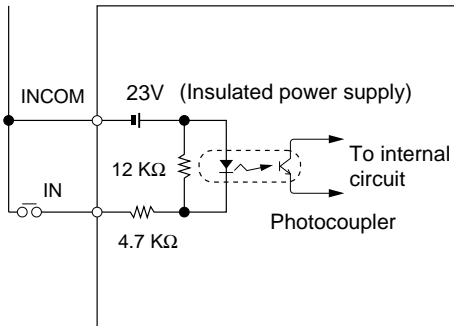 INCOM
23V (Insulated power supply)
12 KΩ
To internal
circuit
IN
Photocoupler
4.7 KΩ